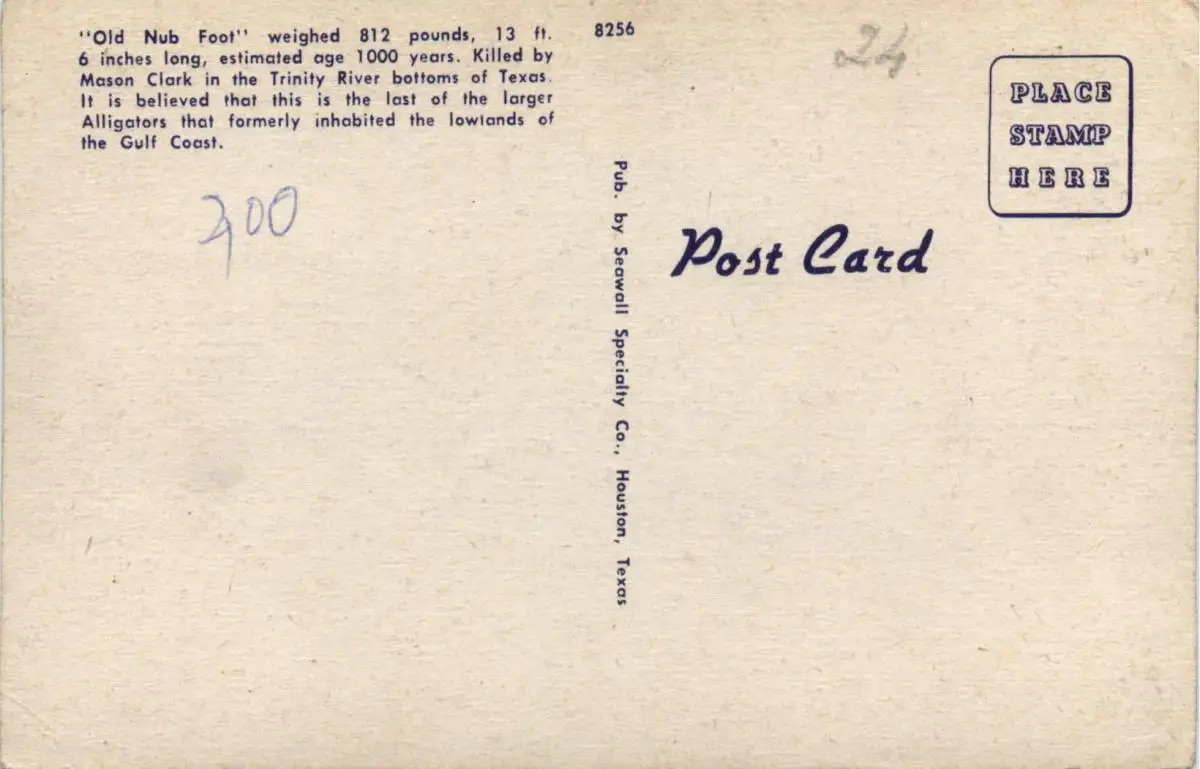 "Old Nub Foot" weighed 812 pounds, 13 ft.
6 inches long, estimated age 1000 years. Killed by
Mason Clark in the Trinity River bottoms of Texas.
It is believed that this is the last of the larger
Alligators that formerly inhabited the lowlands of
the Gulf Coast.
8256
24
PLACE
STAMP
HERE
200
Post Card
Pub. by Seawall Specialty Co., Houston, Texas